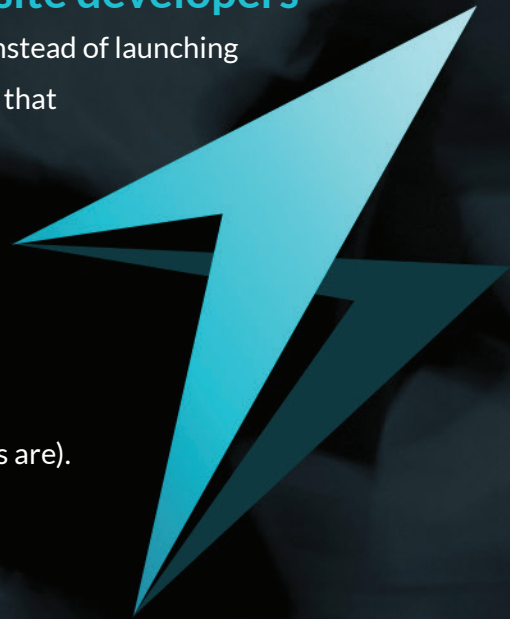 site developers
nstead of launching
that
s are).